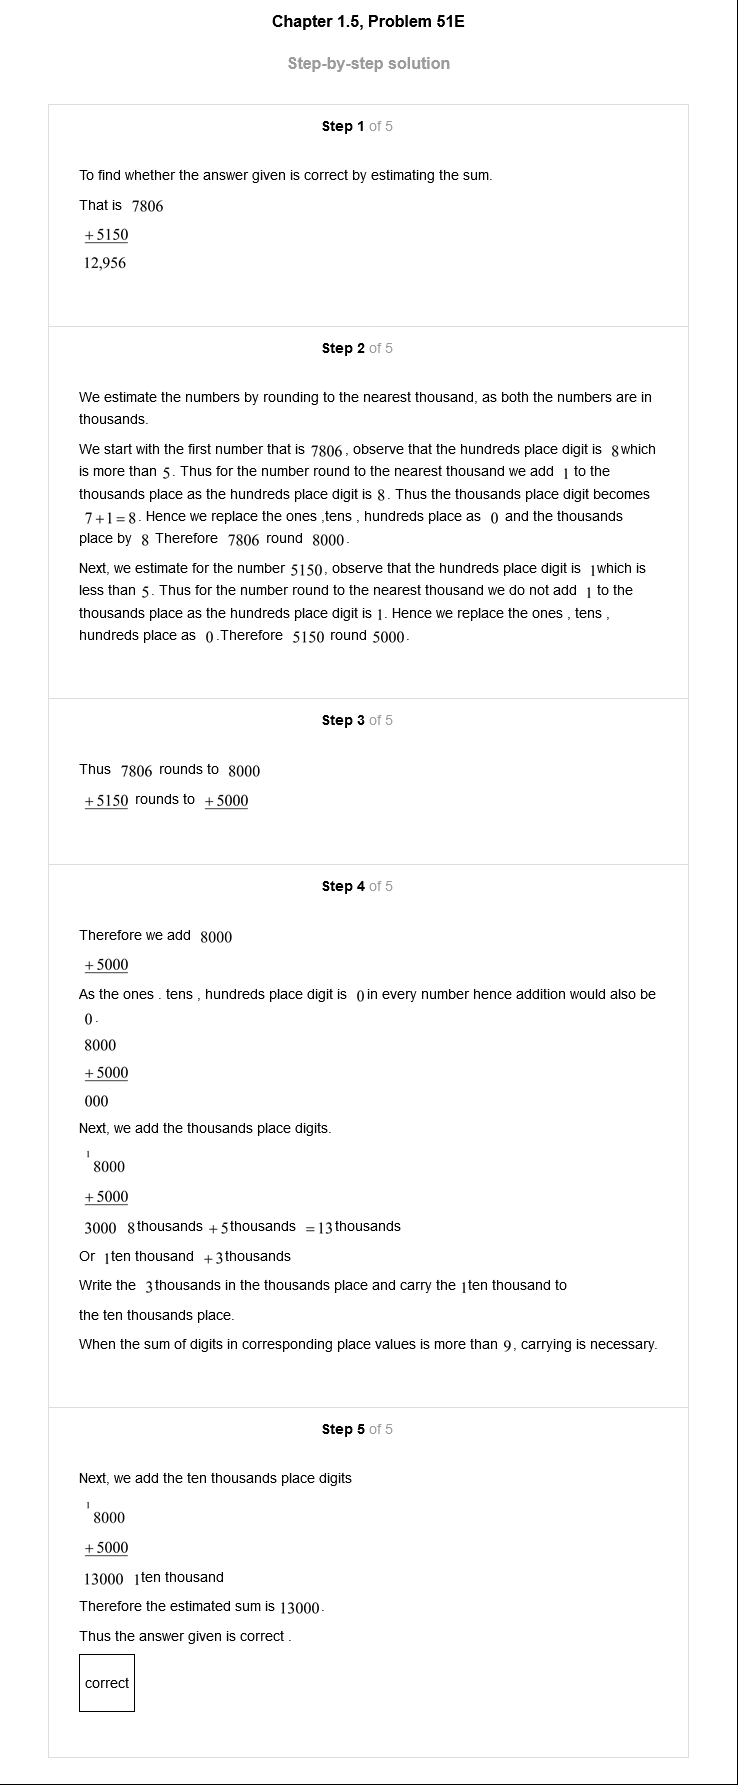 Chapter 1.5, Problem 51E
Step-by-step solution
Step 1 of 5
To find whether the answer given is correct by estimating the sum.
That is 7806
+5150
12,956
Step 2 of 5
We estimate the numbers by rounding to the nearest thousand, as both the numbers are in
thousands.
We start with the first number that is 7806, observe that the hundreds place digit is 8 which
is more than 5. Thus for the number round to the nearest thousand we add 1 to the
thousands place as the hundreds place digit is 8. Thus the thousands place digit becomes
7+1=8. Hence we replace the ones ,tens , hundreds place as 0 and the thousands
place by 8 Therefore 7806 round 8000.
Next, we estimate for the number 5150, observe that the hundreds place digit is 1which is
less than 5. Thus for the number round to the nearest thousand we do not add 1 to the
thousands place as the hundreds place digit is 1. Hence we replace the ones , tens ,
hundreds place as 0.Therefore 5150 round 5000.
Step 3 of 5
Thus 7806 rounds to 8000
+5150 rounds to +5000
Step 4 of 5
Therefore we add 8000
+5000
As the ones . tens , hundreds place digit is 0 in every number hence addition would also be
0.
8000
+5000
000
Next, we add the thousands place digits.
1
8000
+5000
3000 8 thousands +5 thousands =13 thousands
Or 1 ten thousand +3 thousands
Write the 3 thousands in the thousands place and carry the 1 ten thousand to
the ten thousands place.
When the sum of digits in corresponding place values is more than 9, carrying is necessary.
Step 5 of 5
Next, we add the ten thousands place digits
1
8000
+5000
13000 1 ten thousand
Therefore the estimated sum is 13000.
Thus the answer given is correct .
correct